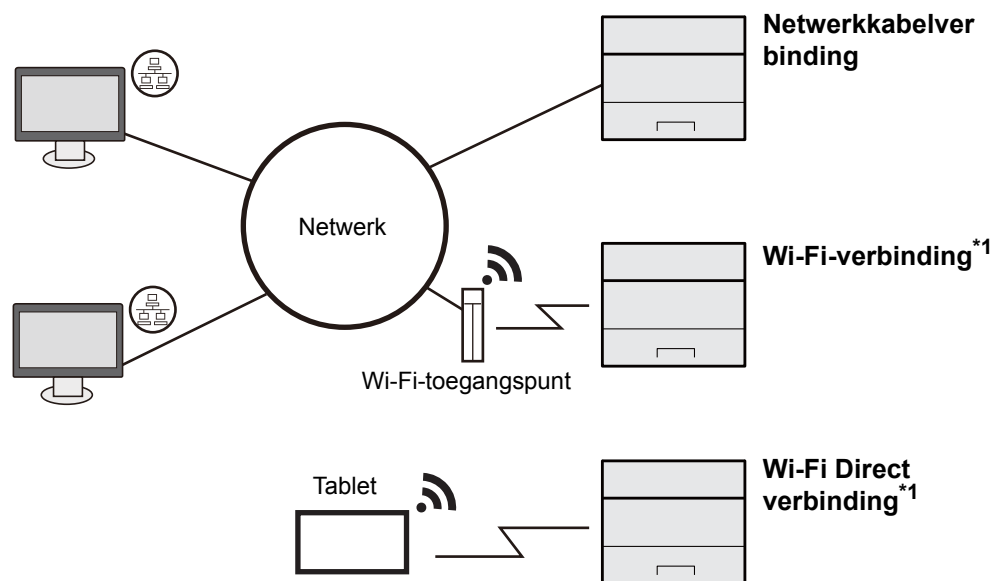 Netwerkkabelver
binding
Netwerk
Wi-Fi-verbinding*1
Wi-Fi-toegangspunt
Tablet
Wi-Fi Direct
verbinding*1